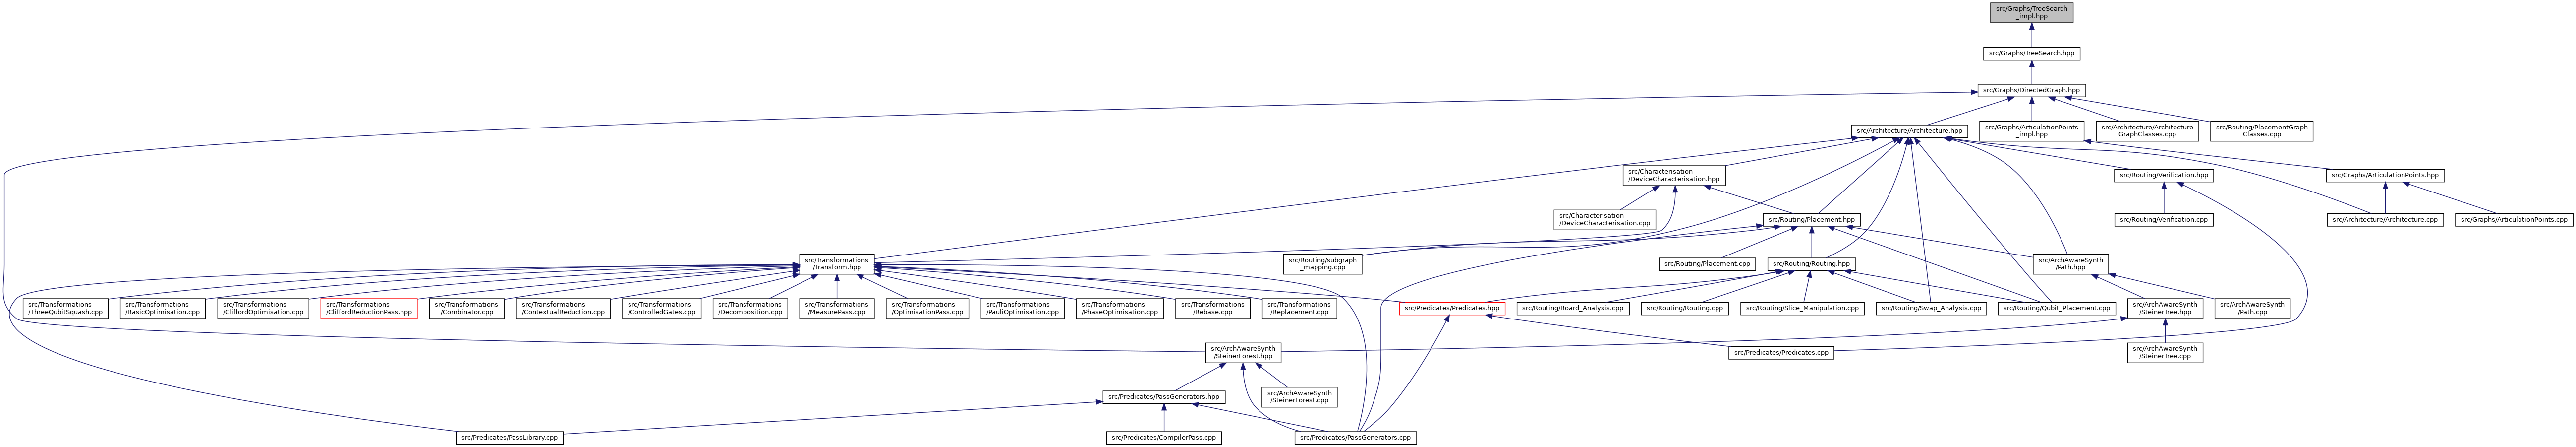 src/Graphs/TreeSearch
_impl.hpp
src/Graphs/TreeSearch.hpp
src/Graphs/DirectedGraph.hpp
src/Architecture/Architecture.hpp
src/Graphs/ArticulationPoints
_impl.hpp
src/Architecture/Architecture
GraphClasses.cpp
src/Routing/PlacementGraph
Classes.cpp
src/Characterisation
/DeviceCharacterisation.hpp
src/Routing/Verification.hpp
src/Graphs/ArticulationPoints.hpp
src/Characterisation
/DeviceCharacterisation.cpp
src/Routing/Placement.hpp
src/Routing/Verification.cpp
src/Architecture/Architecture.cpp
src/Graphs/ArticulationPoints.cpp
src/Transformations
/Transform.hpp
src/Routing/subgraph
_mapping.cpp
src/Routing/Placement.cpp
src/Routing/Routing.hpp
src/ArchAwareSynth
/Path.hpp
src/Transformations
/ThreeQubitSquash.cpp
src/Transformations
/BasicOptimisation.cpp
src/Transformations
/CliffordOptimisation.cpp
src/Transformations
/CliffordReductionPass.hpp
src/Transformations
/Combinator.cpp
src/Transformations
/ContextualReduction.cpp
src/Transformations
/ControlledGates.cpp
src/Transformations
/Decomposition.cpp
src/Transformations
/MeasurePass.cpp
src/Transformations
/OptimisationPass.cpp
src/Transformations
/PauliOptimisation.cpp
src/Transformations
/PhaseOptimisation.cpp
src/Transformations
/Rebase.cpp
src/Transformations
/Replacement.cpp
src/Predicates/Predicates.hpp
src/Routing/Board_Analysis.cpp
src/Routing/Routing.cpp
src/Routing/Slice_Manipulation.cpp
src/Routing/Swap_Analysis.cpp
src/Routing/Qubit_Placement.cpp
src/ArchAwareSynth
/SteinerTree.hpp
src/ArchAwareSynth
/Path.cpp
src/ArchAwareSynth
/SteinerForest.hpp
src/Predicates/Predicates.cpp
src/ArchAwareSynth
/SteinerTree.cpp
src/Predicates/PassGenerators.hpp
src/ArchAwareSynth
/SteinerForest.cpp
src/Predicates/PassLibrary.cpp
src/Predicates/CompilerPass.cpp
src/Predicates/PassGenerators.cpp